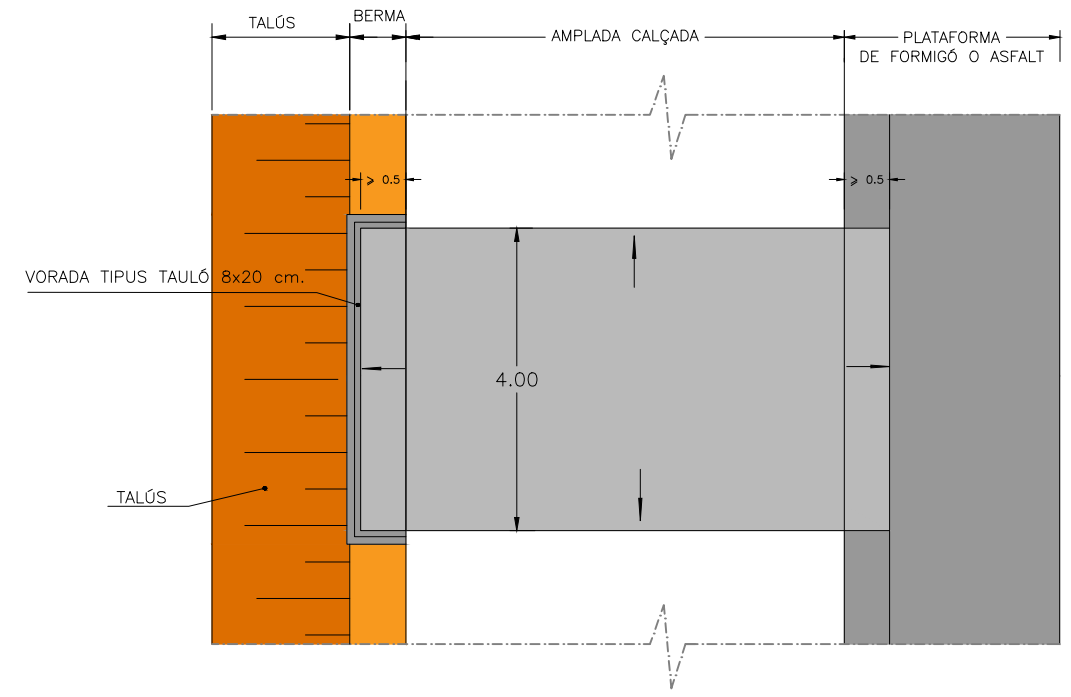 TALÚS
BERMA
AMPLADA CALÇADA
PLATAFORMA
DE FORMIGÓ O ASFALT
⩾ 0.5
⩾ 0.5
VORADA TIPUS TAULÓ 8x20 cm.
4.00
TALÚS